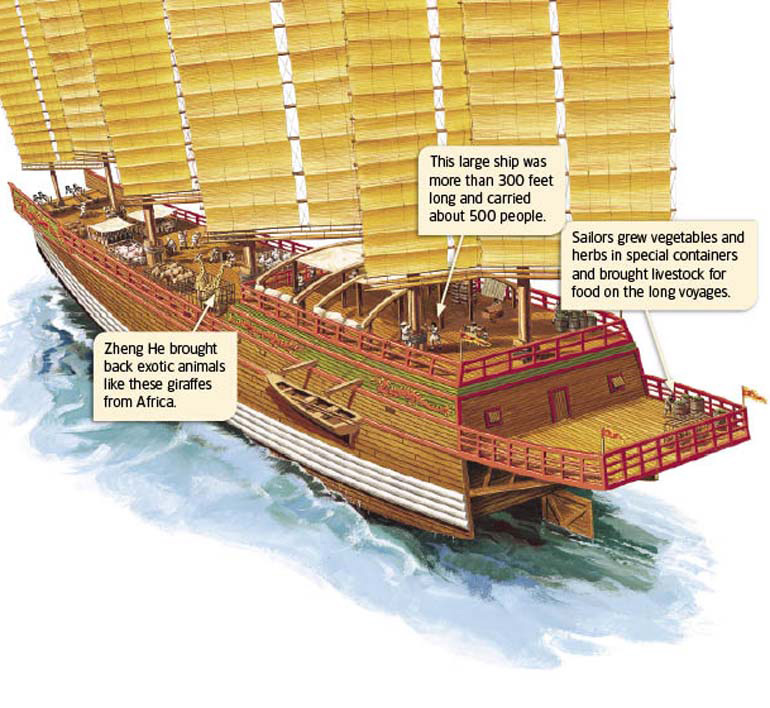 This large ship was
more than 300 feet
long and carried
about 500 people.
Sailors grew vegetables and
herbs in special containers
and brought livestock for
food on the long voyages.
Zheng He brought
back exotic animals
like these giraffes
from Africa.